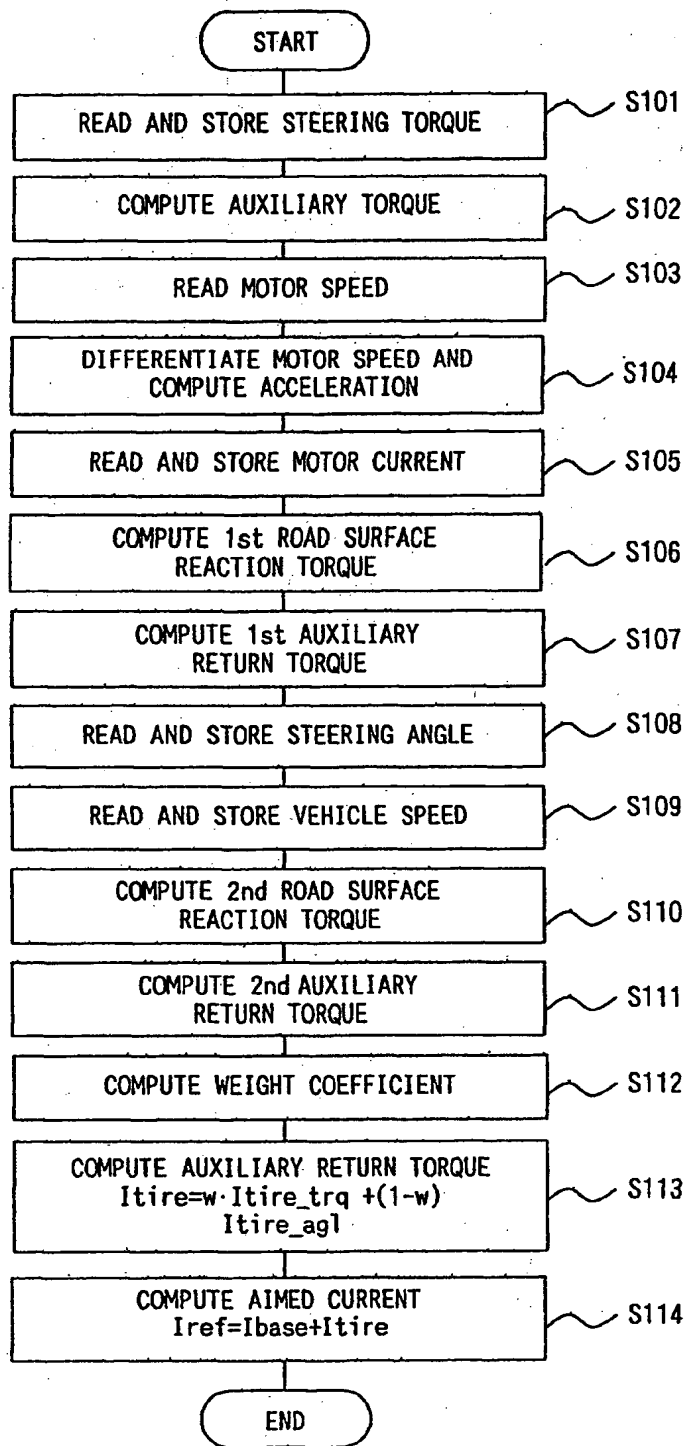 START
READ AND STORE STEERING TORQUE
S101
COMPUTE AUXILIARY TORQUE
S102
READ MOTOR SPEED
S103
DIFFERENTIATE MOTOR SPEED AND
COMPUTE ACCELERATION
S104
READ AND STORE MOTOR CURRENT
S105
COMPUTE 1st ROAD SURFACE
REACTION TORQUE
S106
COMPUTE 1st AUXILIARY
RETURN TORQUE
S107
READ AND STORE STEERING ANGLE
S108
READ AND STORE VEHICLE SPEED
S109
COMPUTE 2nd ROAD SURFACE
REACTION TORQUE
S110
COMPUTE 2nd AUXILIARY
RETURN TORQUE
S111
COMPUTE WEIGHT COEFFICIENT
S112
COMPUTE AUXILIARY RETURN TORQUE
Itire=w·Itire_trq +(1-w)
Itire_agl
S113
COMPUTE AIMED CURRENT
Iref=Ibase+Itire
S114
END